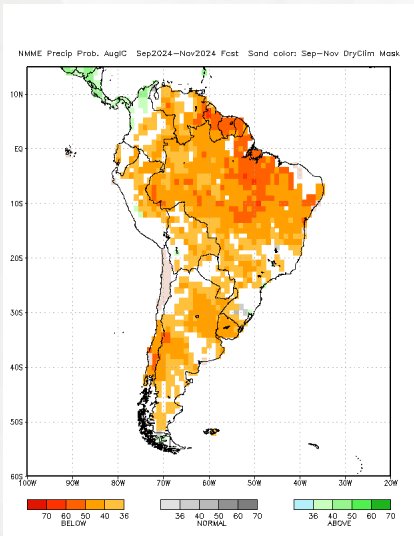 NMME Precip Prob. AugIC Sep2024–Nov2024 Fcst Sand color: Sep–Nov DryClim Mask
10N
EQ
10S
20S
30S
40S
50S
60S
100W 90W 80W 70W 60W 50W 40W 30W 20W
70 60 50 40 36 36 40 50 60 70 36 40 50 60 70
BELOW NORMAL ABOVE